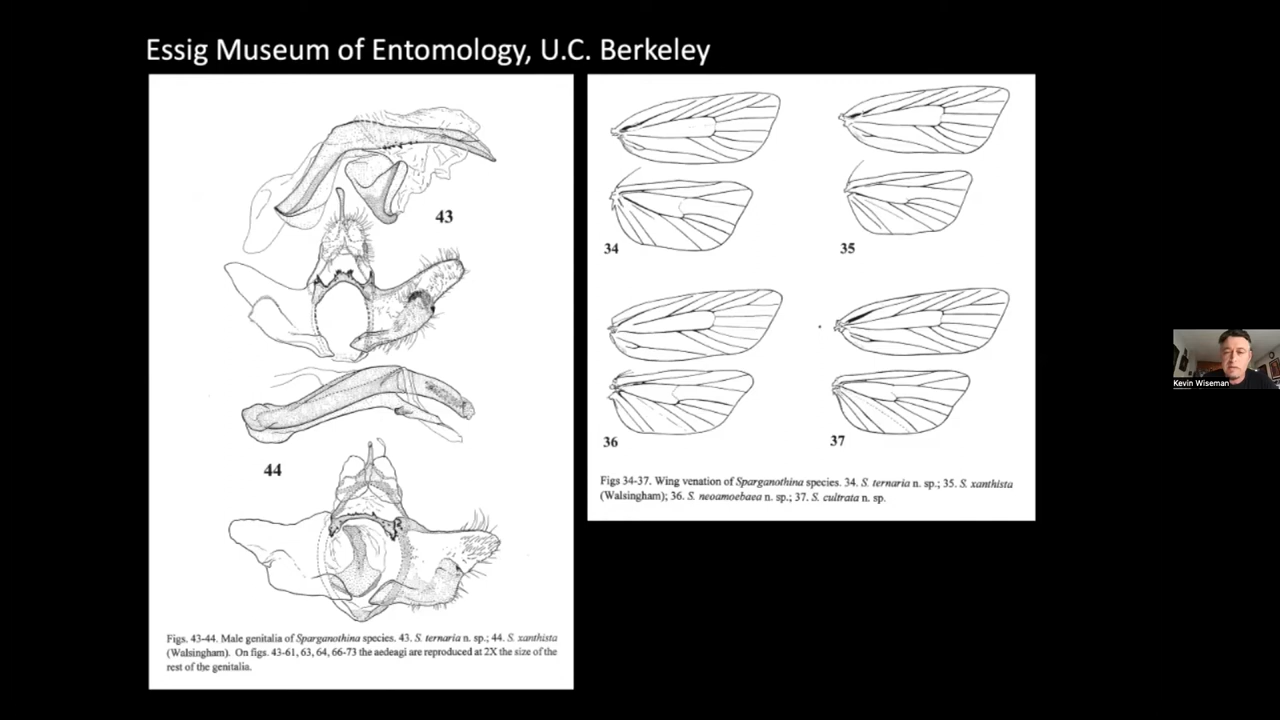 Essig Museum of Entomology, U.C. Berkeley
43
44
Figs. 43-44. Male genitalia of Sparganothina species. 43. S. ternaria n. sp.; 44. S. xanthista
(Walsingham). On figs. 43-61, 63, 64, 66-73 the aedeagi are reproduced at 2X the size of the
rest of the genitalia.
34
35
36
37
Figs 34-37. Wing venation of Sparganothina species. 34. S. ternaria n. sp.; 35. S. xanthista
(Walsingham); 36. S. neoamoebaea n. sp.; 37. S. cultrata n. sp.
Kevin Wiseman